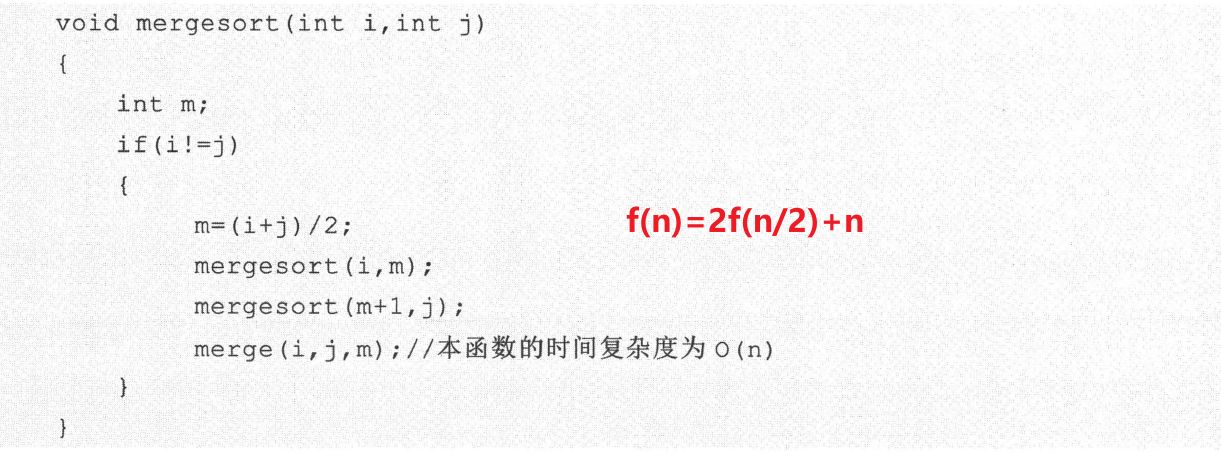 void mergesort(int i,int j)
{
int m;
if(i!=j)
{
m=(i+j)/2;
f(n)=2f(n/2)+n
mergesort(i,m);
mergesort(m+1,j);
merge(i,j,m);//本函数的时间复杂度为O(n)
}
}